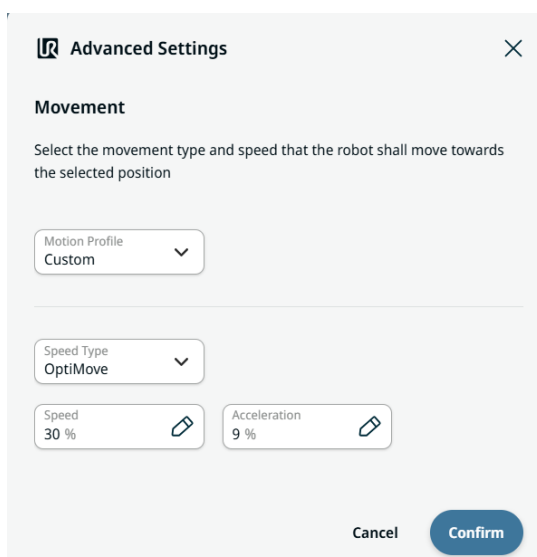 UR Advanced Settings
Movement
Select the movement type and speed that the robot shall move towards
the selected position
Motion Profile
Custom
Speed Type
OptiMove
Speed
30 %
Acceleration
9 %
Cancel
Confirm